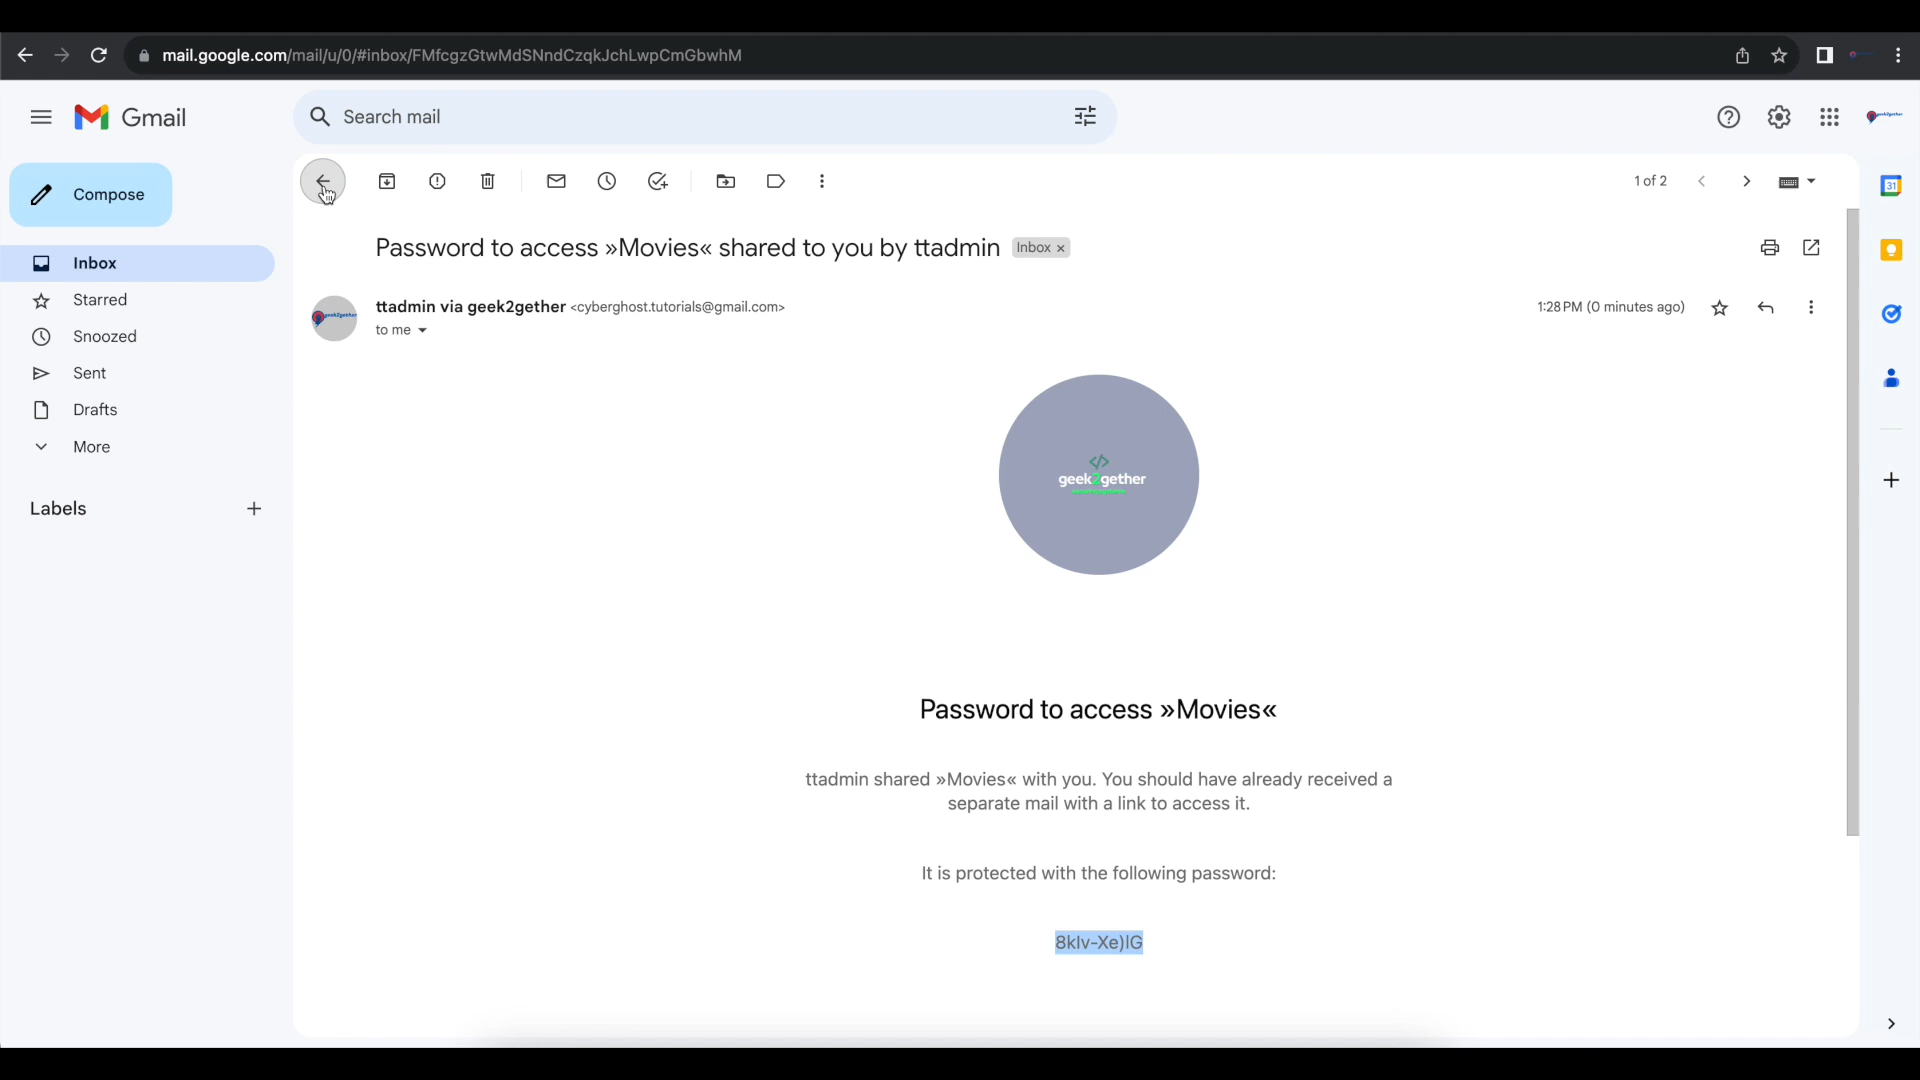 mail.google.com/mail/u/0/#inbox/FMfcgzGtwMdSNndCzqkJchLwpCmGbwhM
Gmail
Search mail
Compose
1 of 2
31
Inbox
Starred
Snoozed
Sent
Drafts
More
Labels
Password to access »Movies« shared to you by ttadmin Inbox
ttadmin via geek2gether <cyberghost.tutorials@gmail.com>
1:28 PM (0 minutes ago)
to me
</>
geek2gether
Password to access »Movies«
ttadmin shared »Movies« with you. You should have already received a
separate mail with a link to access it.
It is protected with the following password:
8klv-Xe)lG